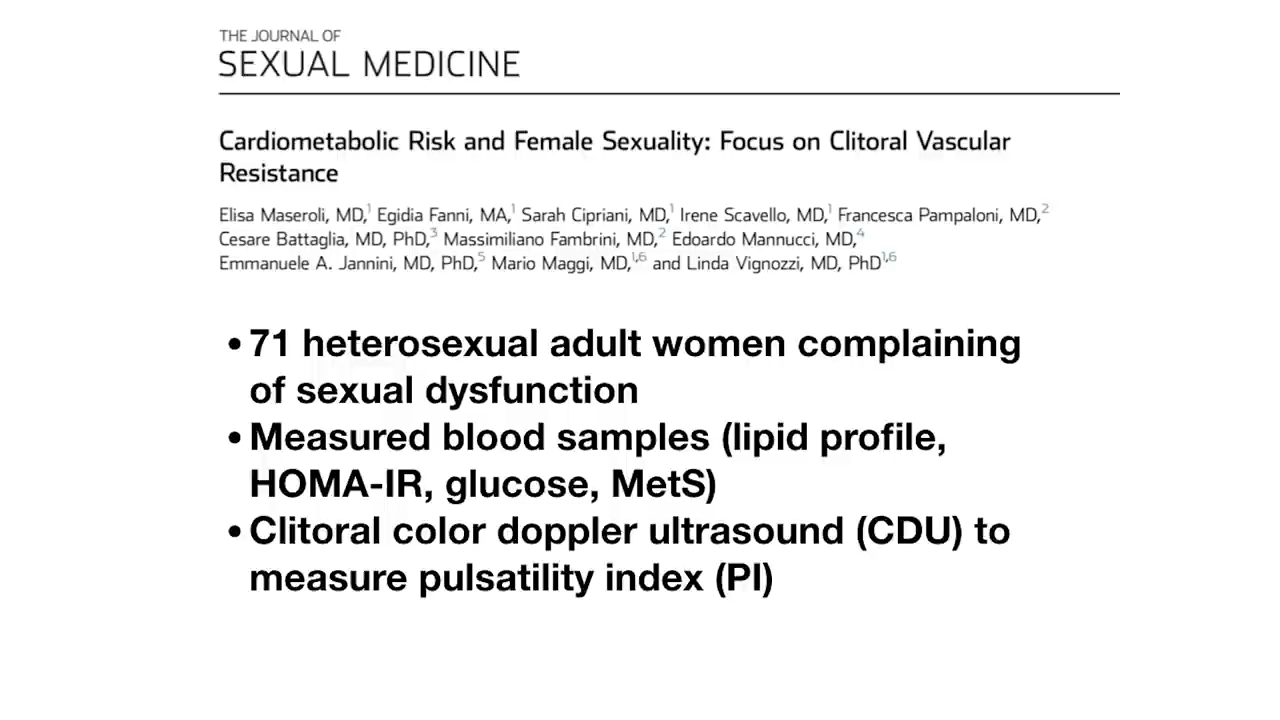 THE JOURNAL OF
SEXUAL MEDICINE
Cardiometabolic Risk and Female Sexuality: Focus on Clitoral Vascular
Resistance
Elisa Maseroli, MD,1 Egidia Fanni, MA,1 Sarah Cipriani, MD,1 Irene Scavello, MD,1 Francesca Pampaloni, MD,2
Cesare Battaglia, MD, PhD,3 Massimiliano Fambrini, MD,2 Edoardo Mannucci, MD,4
Emmanuele A. Jannini, MD, PhD,5 Mario Maggi, MD,1,6 and Linda Vignozzi, MD, PhD1,6
• 71 heterosexual adult women complaining
of sexual dysfunction
• Measured blood samples (lipid profile,
HOMA-IR, glucose, MetS)
• Clitoral color doppler ultrasound (CDU) to
measure pulsatility index (PI)